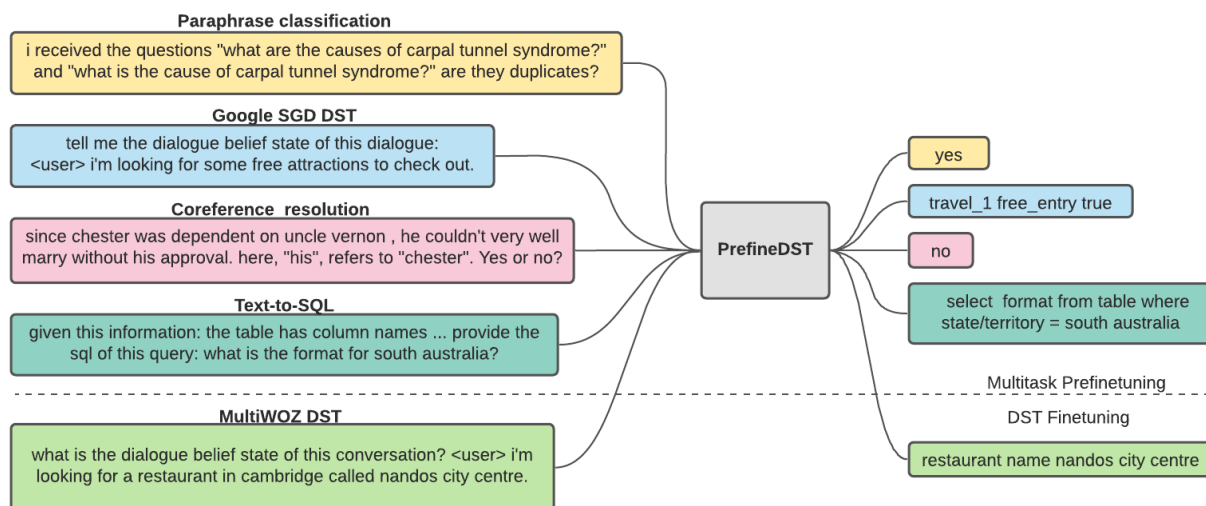 Paraphrase classification
i received the questions "what are the causes of carpal tunnel syndrome?"
and "what is the cause of carpal tunnel syndrome?" are they duplicates?
Google SGD DST
tell me the dialogue belief state of this dialogue:
<user> i'm looking for some free attractions to check out.
Coreference resolution
since chester was dependent on uncle vernon , he couldn't very well
marry without his approval. here, "his", refers to "chester". Yes or no?
Text-to-SQL
given this information: the table has column names ... provide the
sql of this query: what is the format for south australia?
MultiWOZ DST
what is the dialogue belief state of this conversation? <user> i'm
looking for a restaurant in cambridge called nandos city centre.
PrefineDST
yes
travel_1 free_entry true
no
select format from table where
state/territory = south australia
Multitask Prefinetuning
DST Finetuning
restaurant name nandos city centre